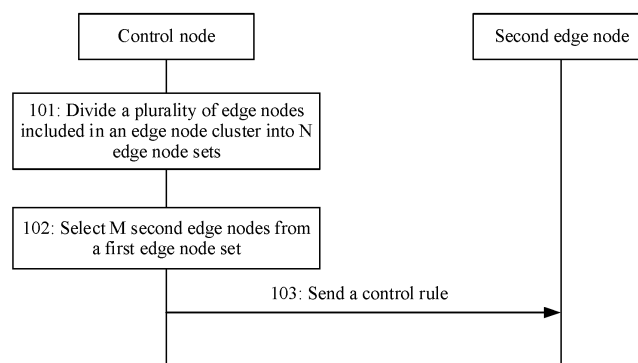 Control node
Second edge node
101: Divide a plurality of edge nodes
included in an edge node cluster into N
edge node sets
102: Select M second edge nodes from
a first edge node set
103: Send a control rule